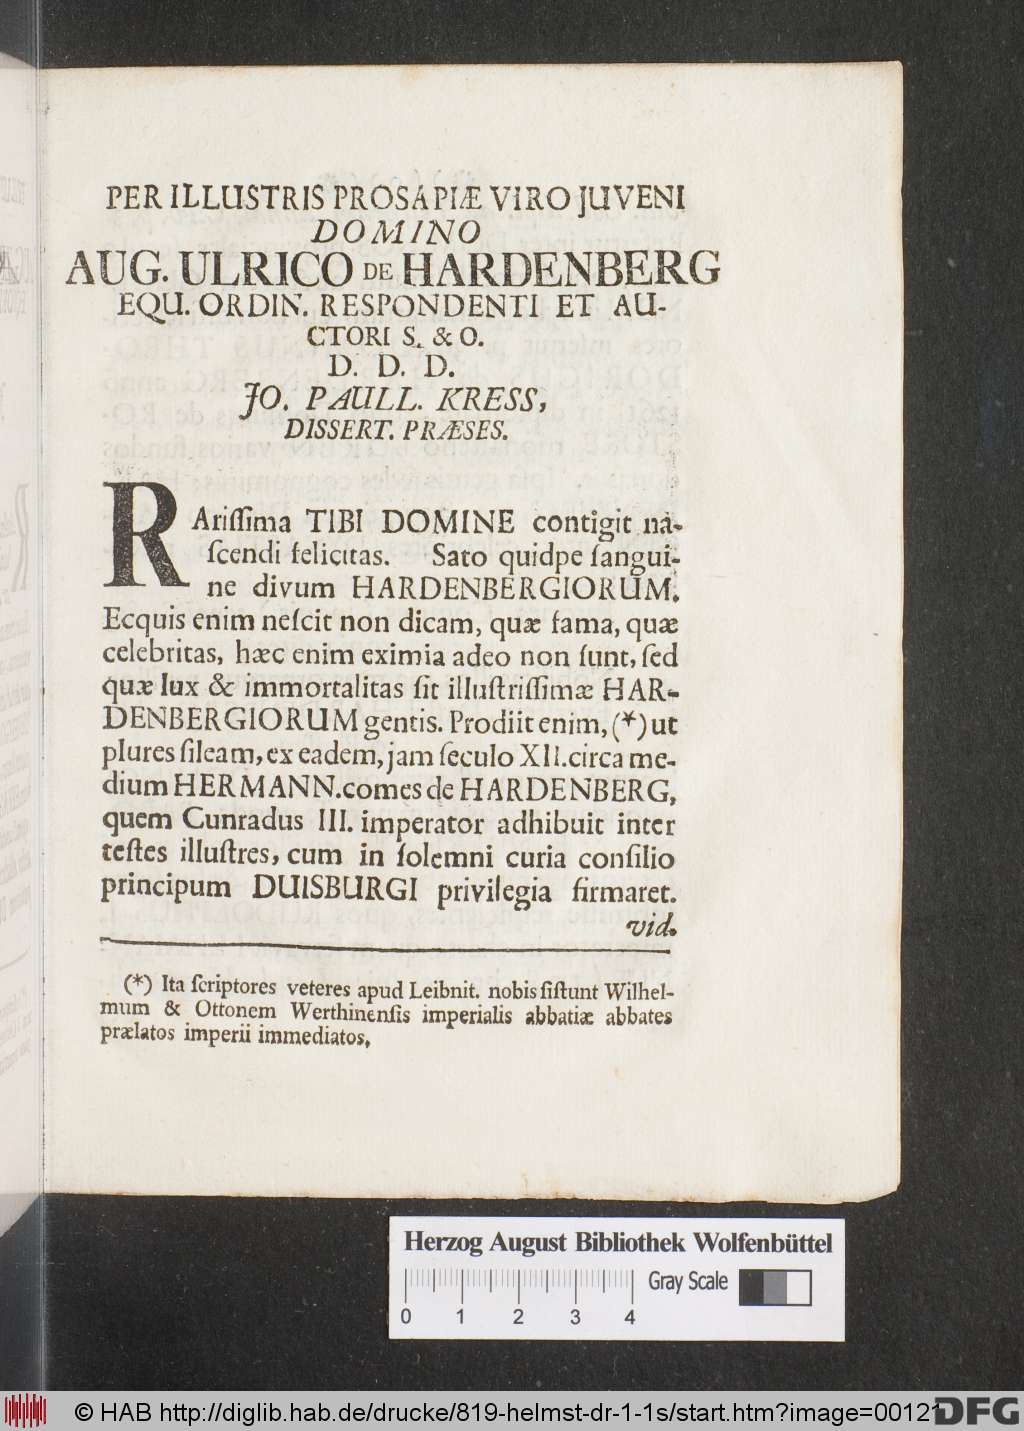 PER ILLUSTRIS PROSAPIÆ VIRO JUVENI
DOMINO
AUG. ULRICO DE HARDENBERG
EQU. ORDIN. RESPONDENTI ET AU-
CTORI S. & O.
D. D. D.
JO. PAULL. KRESS,
DISSERT. PRÆSES.
RAriſſima TIBI DOMINE contigit na-
ſcendi felicitas. Sato quidpe ſangui-
ne divum HARDENBERGIORUM.
Ecquis enim neſcit non dicam, quæ fama, quæ
celebritas, hæc enim eximia adeo non ſunt, ſed
quæ lux & immortalitas ſit illuſtriſſimæ HAR-
DENBERGIORUM gentis. Prodiit enim, (*) ut
plures ſileam, ex eadem, jam ſeculo XII. circa me-
dium HERMANN. comes de HARDENBERG,
quem Cunradus III. imperator adhibuit inter
teſtes illuſtres, cum in ſolemni curia conſilio
principum DUISBURGI privilegia firmaret.
vid.
(*) Ita ſcriptores veteres apud Leibnit. nobis ſiſtunt Wilhel-
mum & Ottonem Werthinenſis imperialis abbatiæ abbates
prælatos imperii immediatos,
Herzog August Bibliothek Wolfenbüttel
Gray Scale
0 1 2 3 4
© HAB http://diglib.hab.de/drucke/819-helmst-dr-1-1s/start.htm?image=00121
DFG